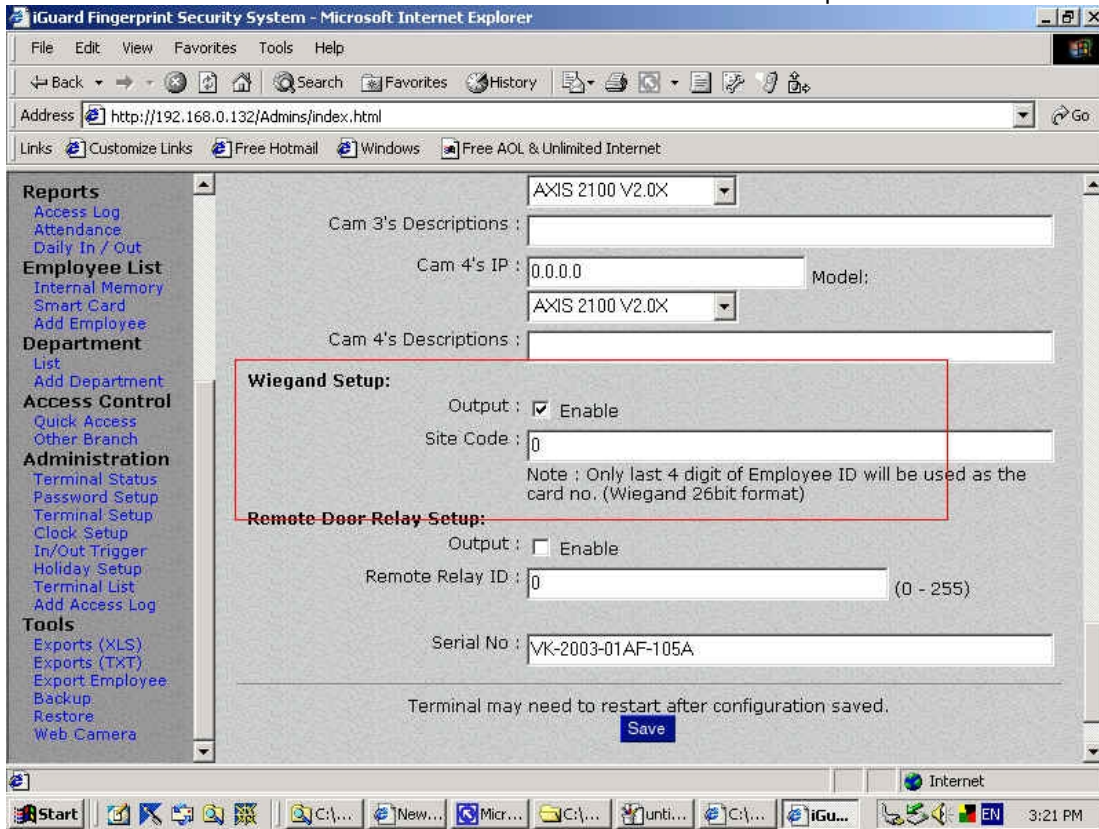 iGuard Fingerprint Security System - Microsoft Internet Explorer
File Edit View Favorites Tools Help
Back Search Favorites History
Address http://192.168.0.132/Admins/index.html Go
Links Customize Links Free Hotmail Windows Free AOL & Unlimited Internet
Reports
Access Log
Attendance
Daily In / Out
Employee List
Internal Memory
Smart Card
Add Employee
Department
List
Add Department
Access Control
Quick Access
Other Branch
Administration
Terminal Status
Password Setup
Terminal Setup
Clock Setup
In/Out Trigger
Holiday Setup
Terminal List
Add Access Log
Tools
Exports (XLS)
Exports (TXT)
Export Employee
Backup
Restore
Web Camera
AXIS 2100 V2.0X
Cam 3's Descriptions :
Cam 4's IP : 0.0.0.0 Model:
AXIS 2100 V2.0X
Cam 4's Descriptions :
Wiegand Setup:
Output : Enable
Site Code : 0
Note : Only last 4 digit of Employee ID will be used as the
card no. (Wiegand 26bit format)
Remote Door Relay Setup:
Output : Enable
Remote Relay ID : 0 (0 - 255)
Serial No : VK-2003-01AF-105A
Terminal may need to restart after configuration saved.
Save
Internet
Start C:\... New... Micr... C:\... unti... C:\... iGu... EN 3:21 PM